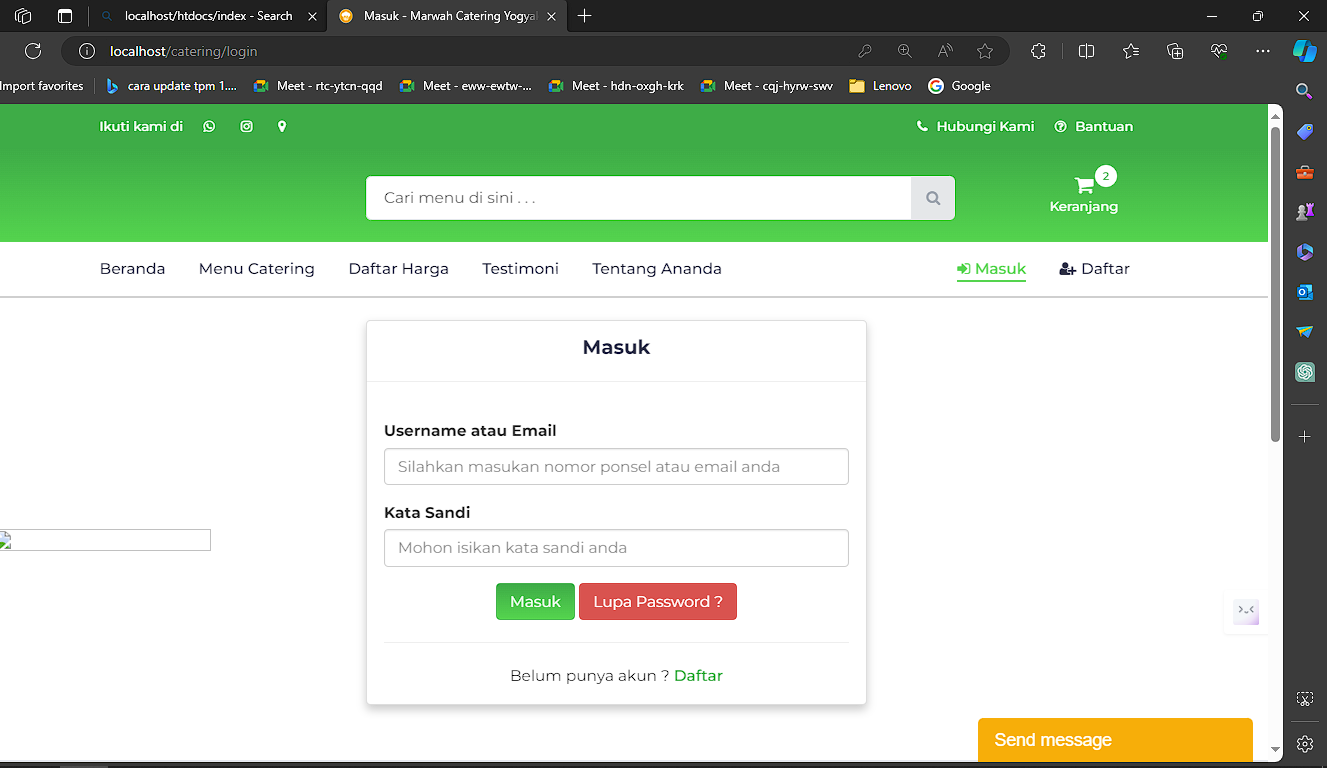 localhost/htdocs/index - Search
Masuk - Marwah Catering Yogya
localhost/catering/login
Import favorites
cara update tpm 1....
Meet - rtc-ytcn-qqd
Meet - eww-ewtw-...
Meet - hdn-oxgh-krk
Meet - cqj-hyrw-swv
Lenovo
Google
Ikuti kami di
Hubungi Kami
Bantuan
Cari menu di sini . . .
2
Keranjang
Beranda
Menu Catering
Daftar Harga
Testimoni
Tentang Ananda
Masuk
Daftar
Masuk
Username atau Email
Silahkan masukan nomor ponsel atau email anda
Kata Sandi
Mohon isikan kata sandi anda
Masuk
Lupa Password ?
Belum punya akun ? Daftar
Send message